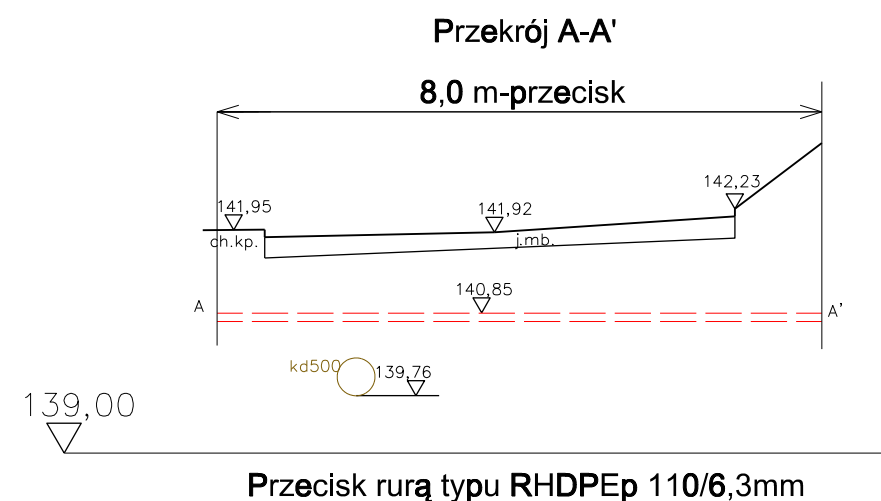 Przekrój A-A'
8,0 m-przecisk
142,23
141,95
141,92
ch.kp.
j.mb.
140,85
A
A'
kd500
139,76
139,00
Przecisk rurą typu RHDPEp 110/6,3mm